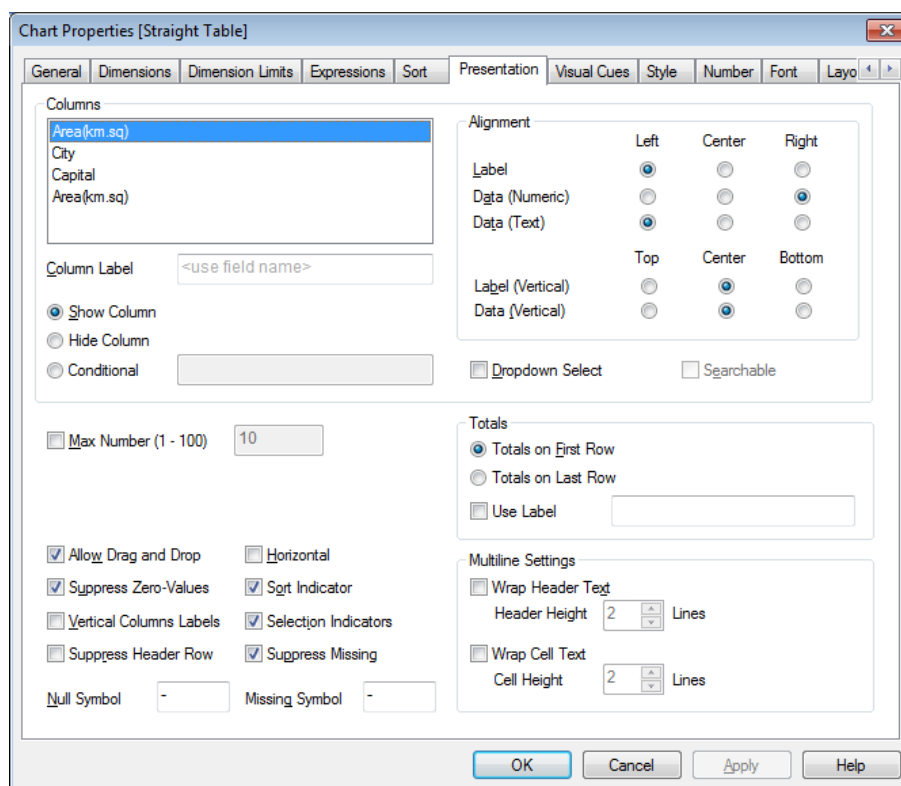 Chart Properties [Straight Table]
General Dimensions Dimension Limits Expressions Sort Presentation Visual Cues Style Number Font Layo
Columns
Area(km.sq)
City
Capital
Area(km.sq)
Column Label <use field name>
Show Column
Hide Column
Conditional
Alignment
Left Center Right
Label
Data (Numeric)
Data (Text)
Top Center Bottom
Label (Vertical)
Data (Vertical)
Dropdown Select Searchable
Max Number (1 - 100) 10
Totals
Totals on First Row
Totals on Last Row
Use Label
Allow Drag and Drop Horizontal
Suppress Zero-Values Sort Indicator
Vertical Columns Labels Selection Indicators
Suppress Header Row Suppress Missing
Null Symbol - Missing Symbol -
Multiline Settings
Wrap Header Text
Header Height 2 Lines
Wrap Cell Text
Cell Height 2 Lines
OK Cancel Apply Help